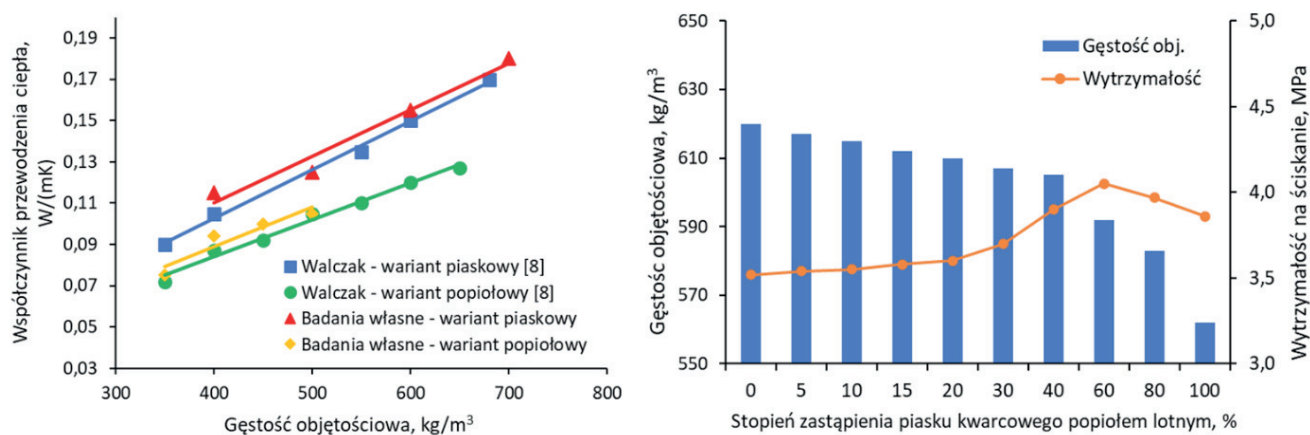 Współczynnik przewodzenia ciepła,
W/(mK)
0,19
0,17
0,15
0,13
0,11
0,09
0,07
0,05
0,03
300
400
500
600
700
800
Gęstość objętościowa, kg/m³
Walczak - wariant piaskowy [8]
Walczak - wariant popiołowy [8]
Badania własne - wariant piaskowy
Badania własne - wariant popiołowy
Gęstośc objętościowa, kg/m³
650
630
610
590
570
550
0 5 10 15 20 30 40 60 80 100
Stopień zastąpienia piasku kwarcowego popiołem lotnym, %
Gęstość obj.
Wytrzymałość
5,0
4,5
4,0
3,5
3,0
Wytrzymałość na ściskanie, MPa